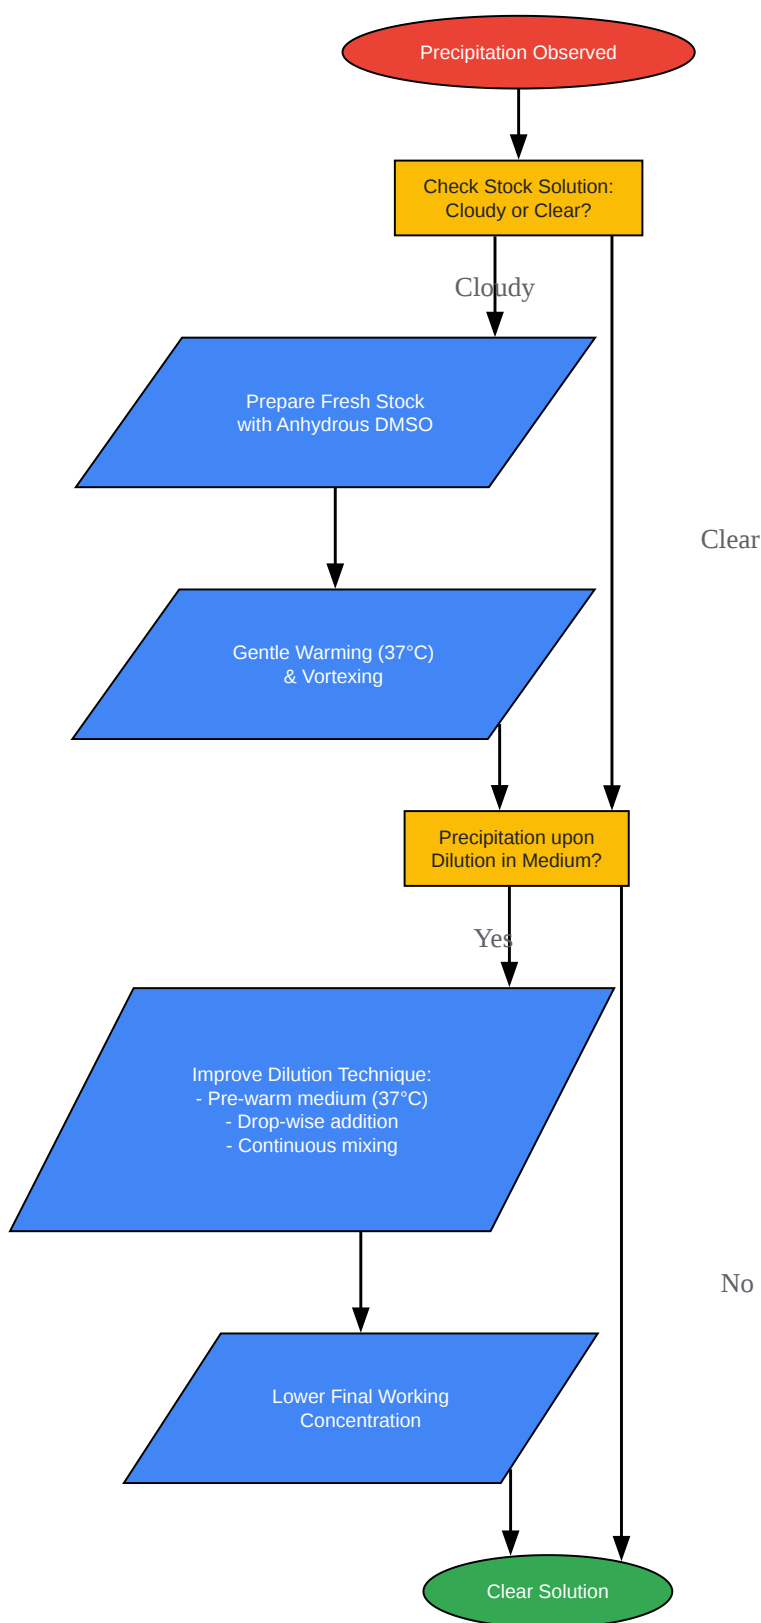 Precipitation Observed
Check Stock Solution:
Cloudy or Clear?
Cloudy
Prepare Fresh Stock
with Anhydrous DMSO
Clear
Gentle Warming (37°C)
& Vortexing
Precipitation upon
Dilution in Medium?
Yes
Improve Dilution Technique:
- Pre-warm medium (37°C)
- Drop-wise addition
- Continuous mixing
No
Lower Final Working
Concentration
Clear Solution